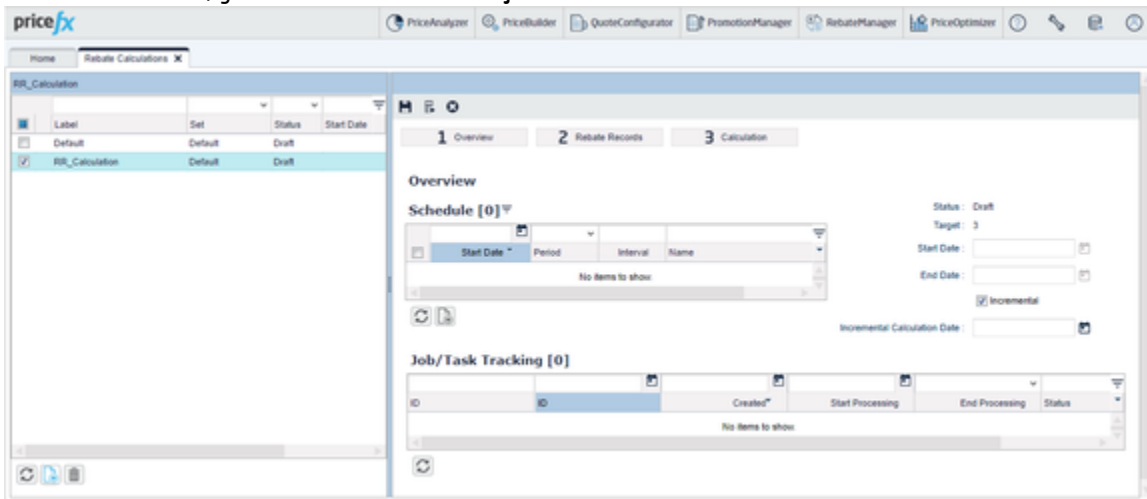 pricefx
PriceAnalyzer PriceBuilder QuoteConfigurator PromotionManager RebateManager PriceOptimizer
Home Rebate Calculations
RR_Calculation
Label Set Status Start Date
Default Default Draft
RR_Calculation Default Draft
1 Overview 2 Rebate Records 3 Calculation
Overview
Schedule [0]
Start Date Period Interval Name
No items to show.
Status: Draft
Target: 3
Start Date:
End Date:
Incremental
Incremental Calculation Date:
Job/Task Tracking [0]
ID ID Created Start Processing End Processing Status
No items to show.